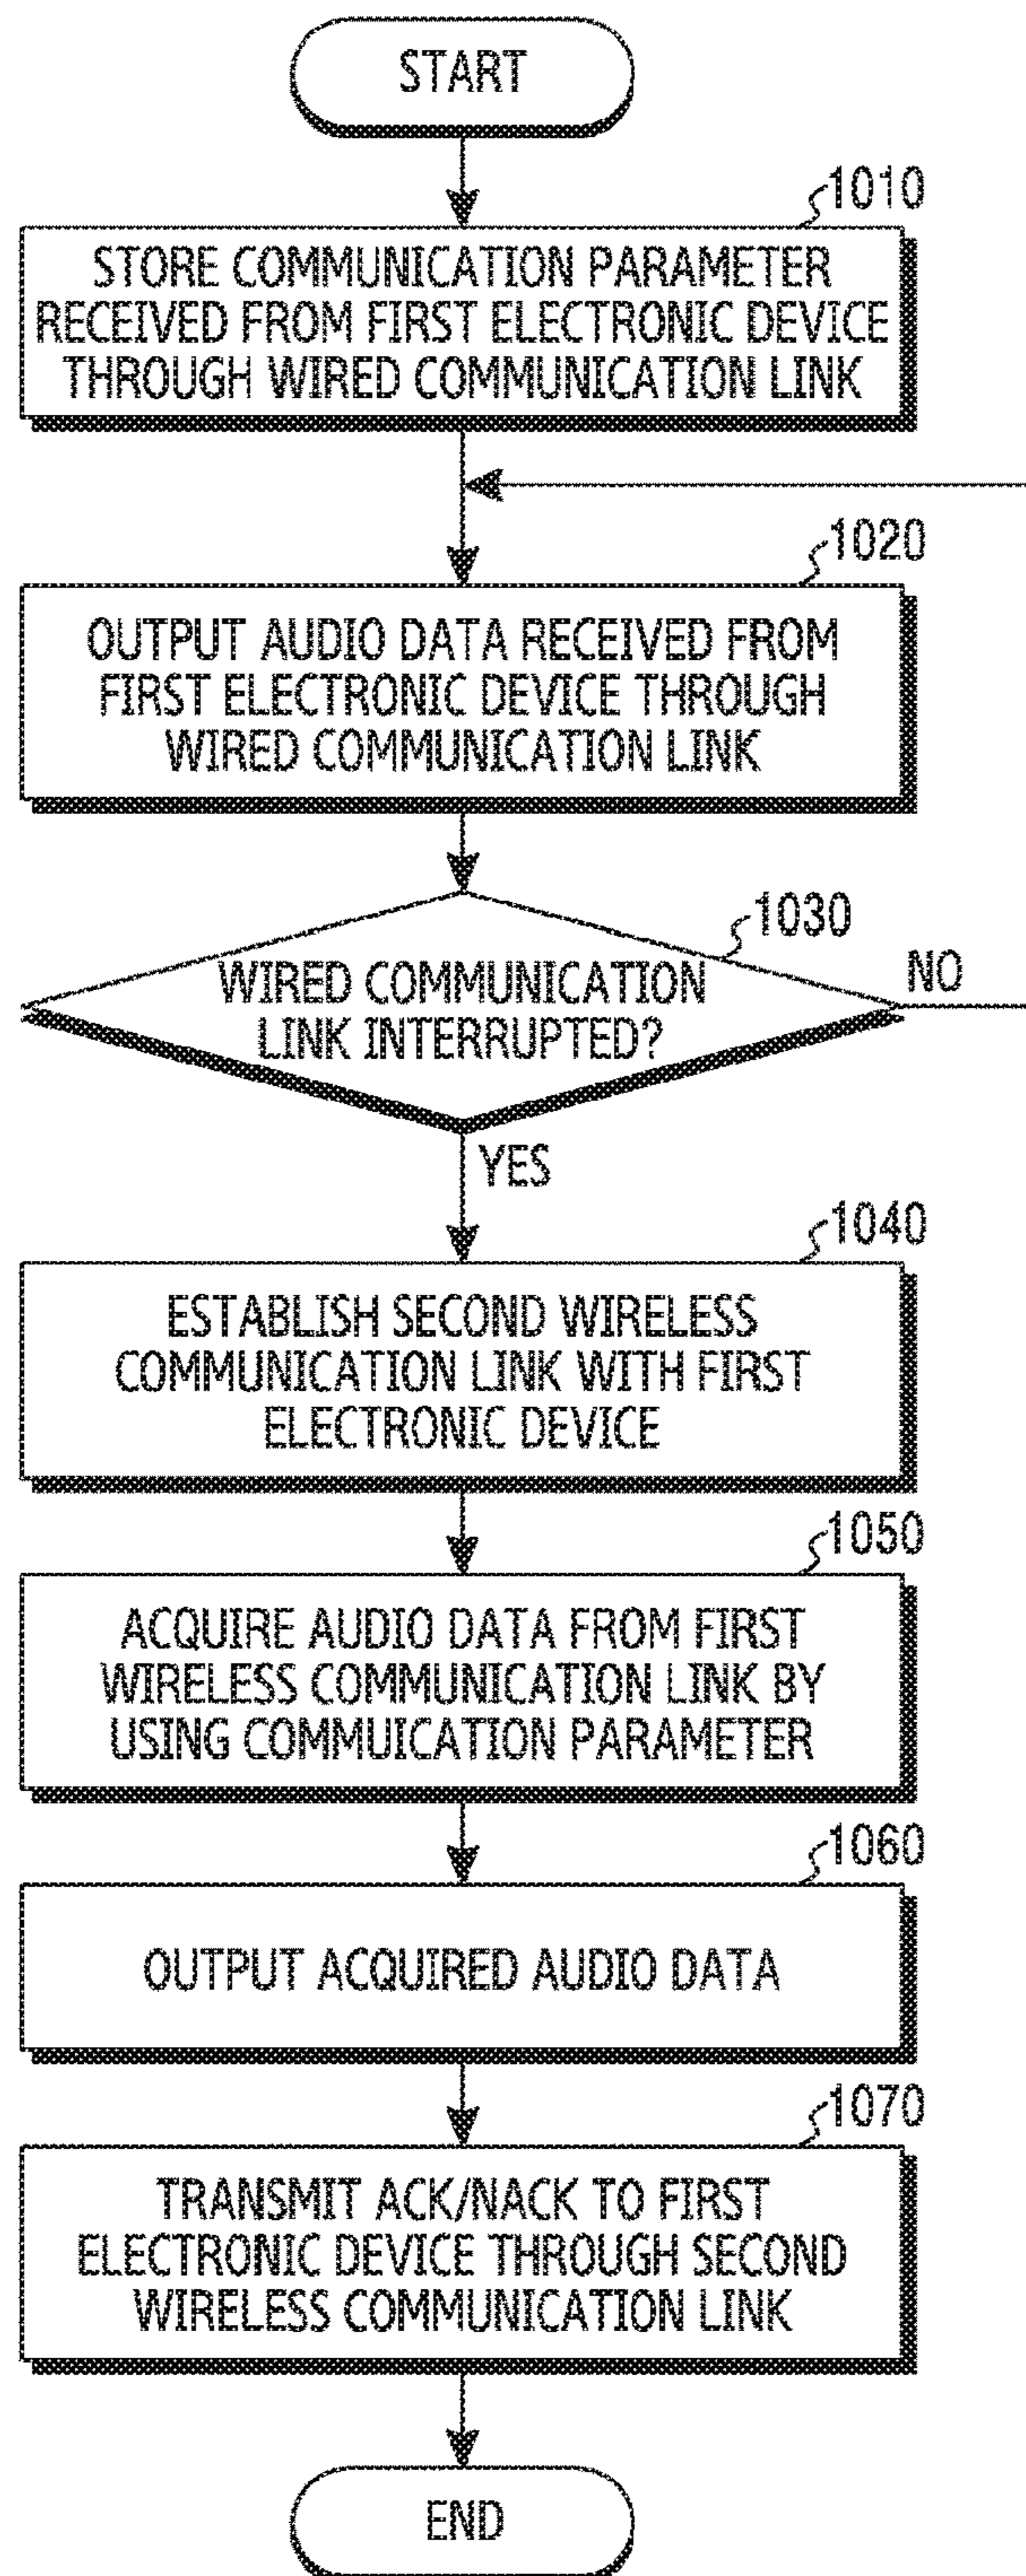 START
1010
STORE COMMUNICATION PARAMETER
RECEIVED FROM FIRST ELECTRONIC DEVICE
THROUGH WIRED COMMUNICATION LINK
1020
OUTPUT AUDIO DATA RECEIVED FROM
FIRST ELECTRONIC DEVICE THROUGH
WIRED COMMUNICATION LINK
1030
WIRED COMMUNICATION
LINK INTERRUPTED?
NO
YES
1040
ESTABLISH SECOND WIRELESS
COMMUNICATION LINK WITH FIRST
ELECTRONIC DEVICE
1050
ACQUIRE AUDIO DATA FROM FIRST
WIRELESS COMMUNICATION LINK BY
USING COMMUICATION PARAMETER
1060
OUTPUT ACQUIRED AUDIO DATA
1070
TRANSMIT ACK/NACK TO FIRST
ELECTRONIC DEVICE THROUGH SECOND
WIRELESS COMMUNICATION LINK
END